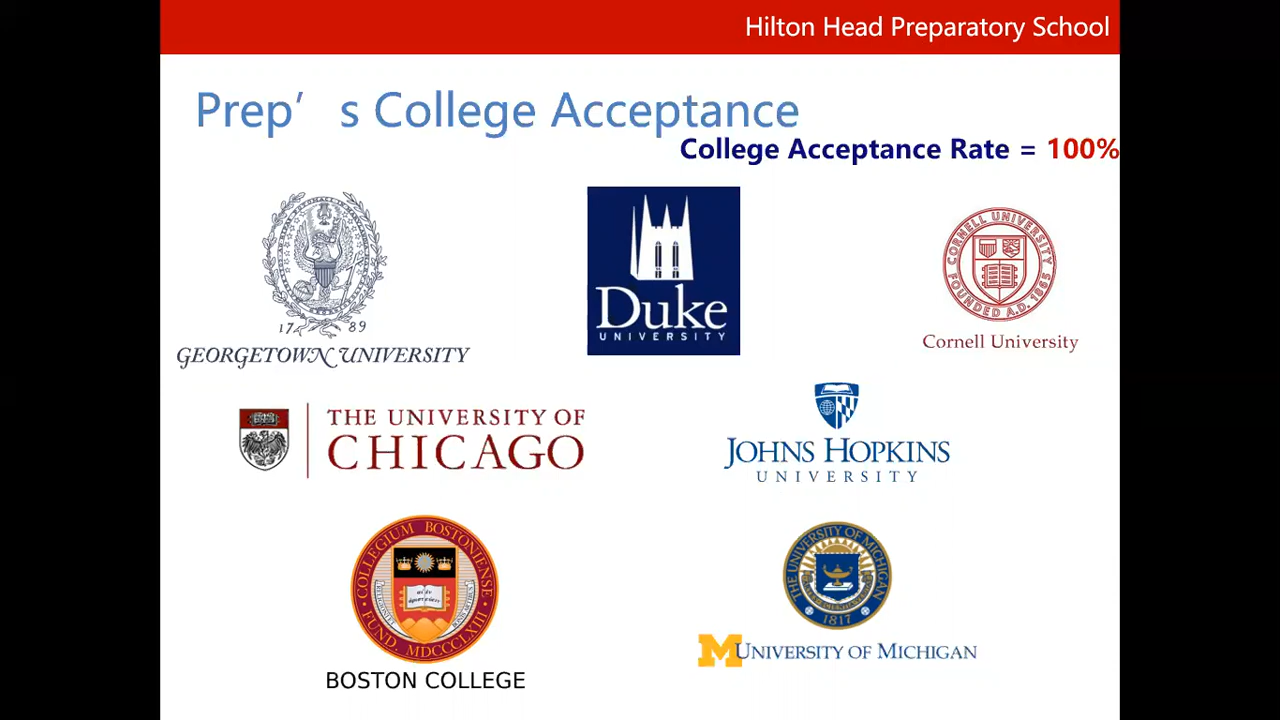 Hilton Head Preparatory School
Prep’ s College Acceptance
College Acceptance Rate = 100%
17 89
GEORGETOWN UNIVERSITY
Duke
UNIVERSITY
CORNELL UNIVERSITY
FOUNDED A.D. 1865
Cornell University
THE UNIVERSITY OF
CHICAGO
JOHNS HOPKINS
UNIVERSITY
COLLEGIUM BOSTONIENSE
FUND. MDCCCLXIII
BOSTON COLLEGE
THE UNIVERSITY OF MICHIGAN
1817
M UNIVERSITY OF MICHIGAN